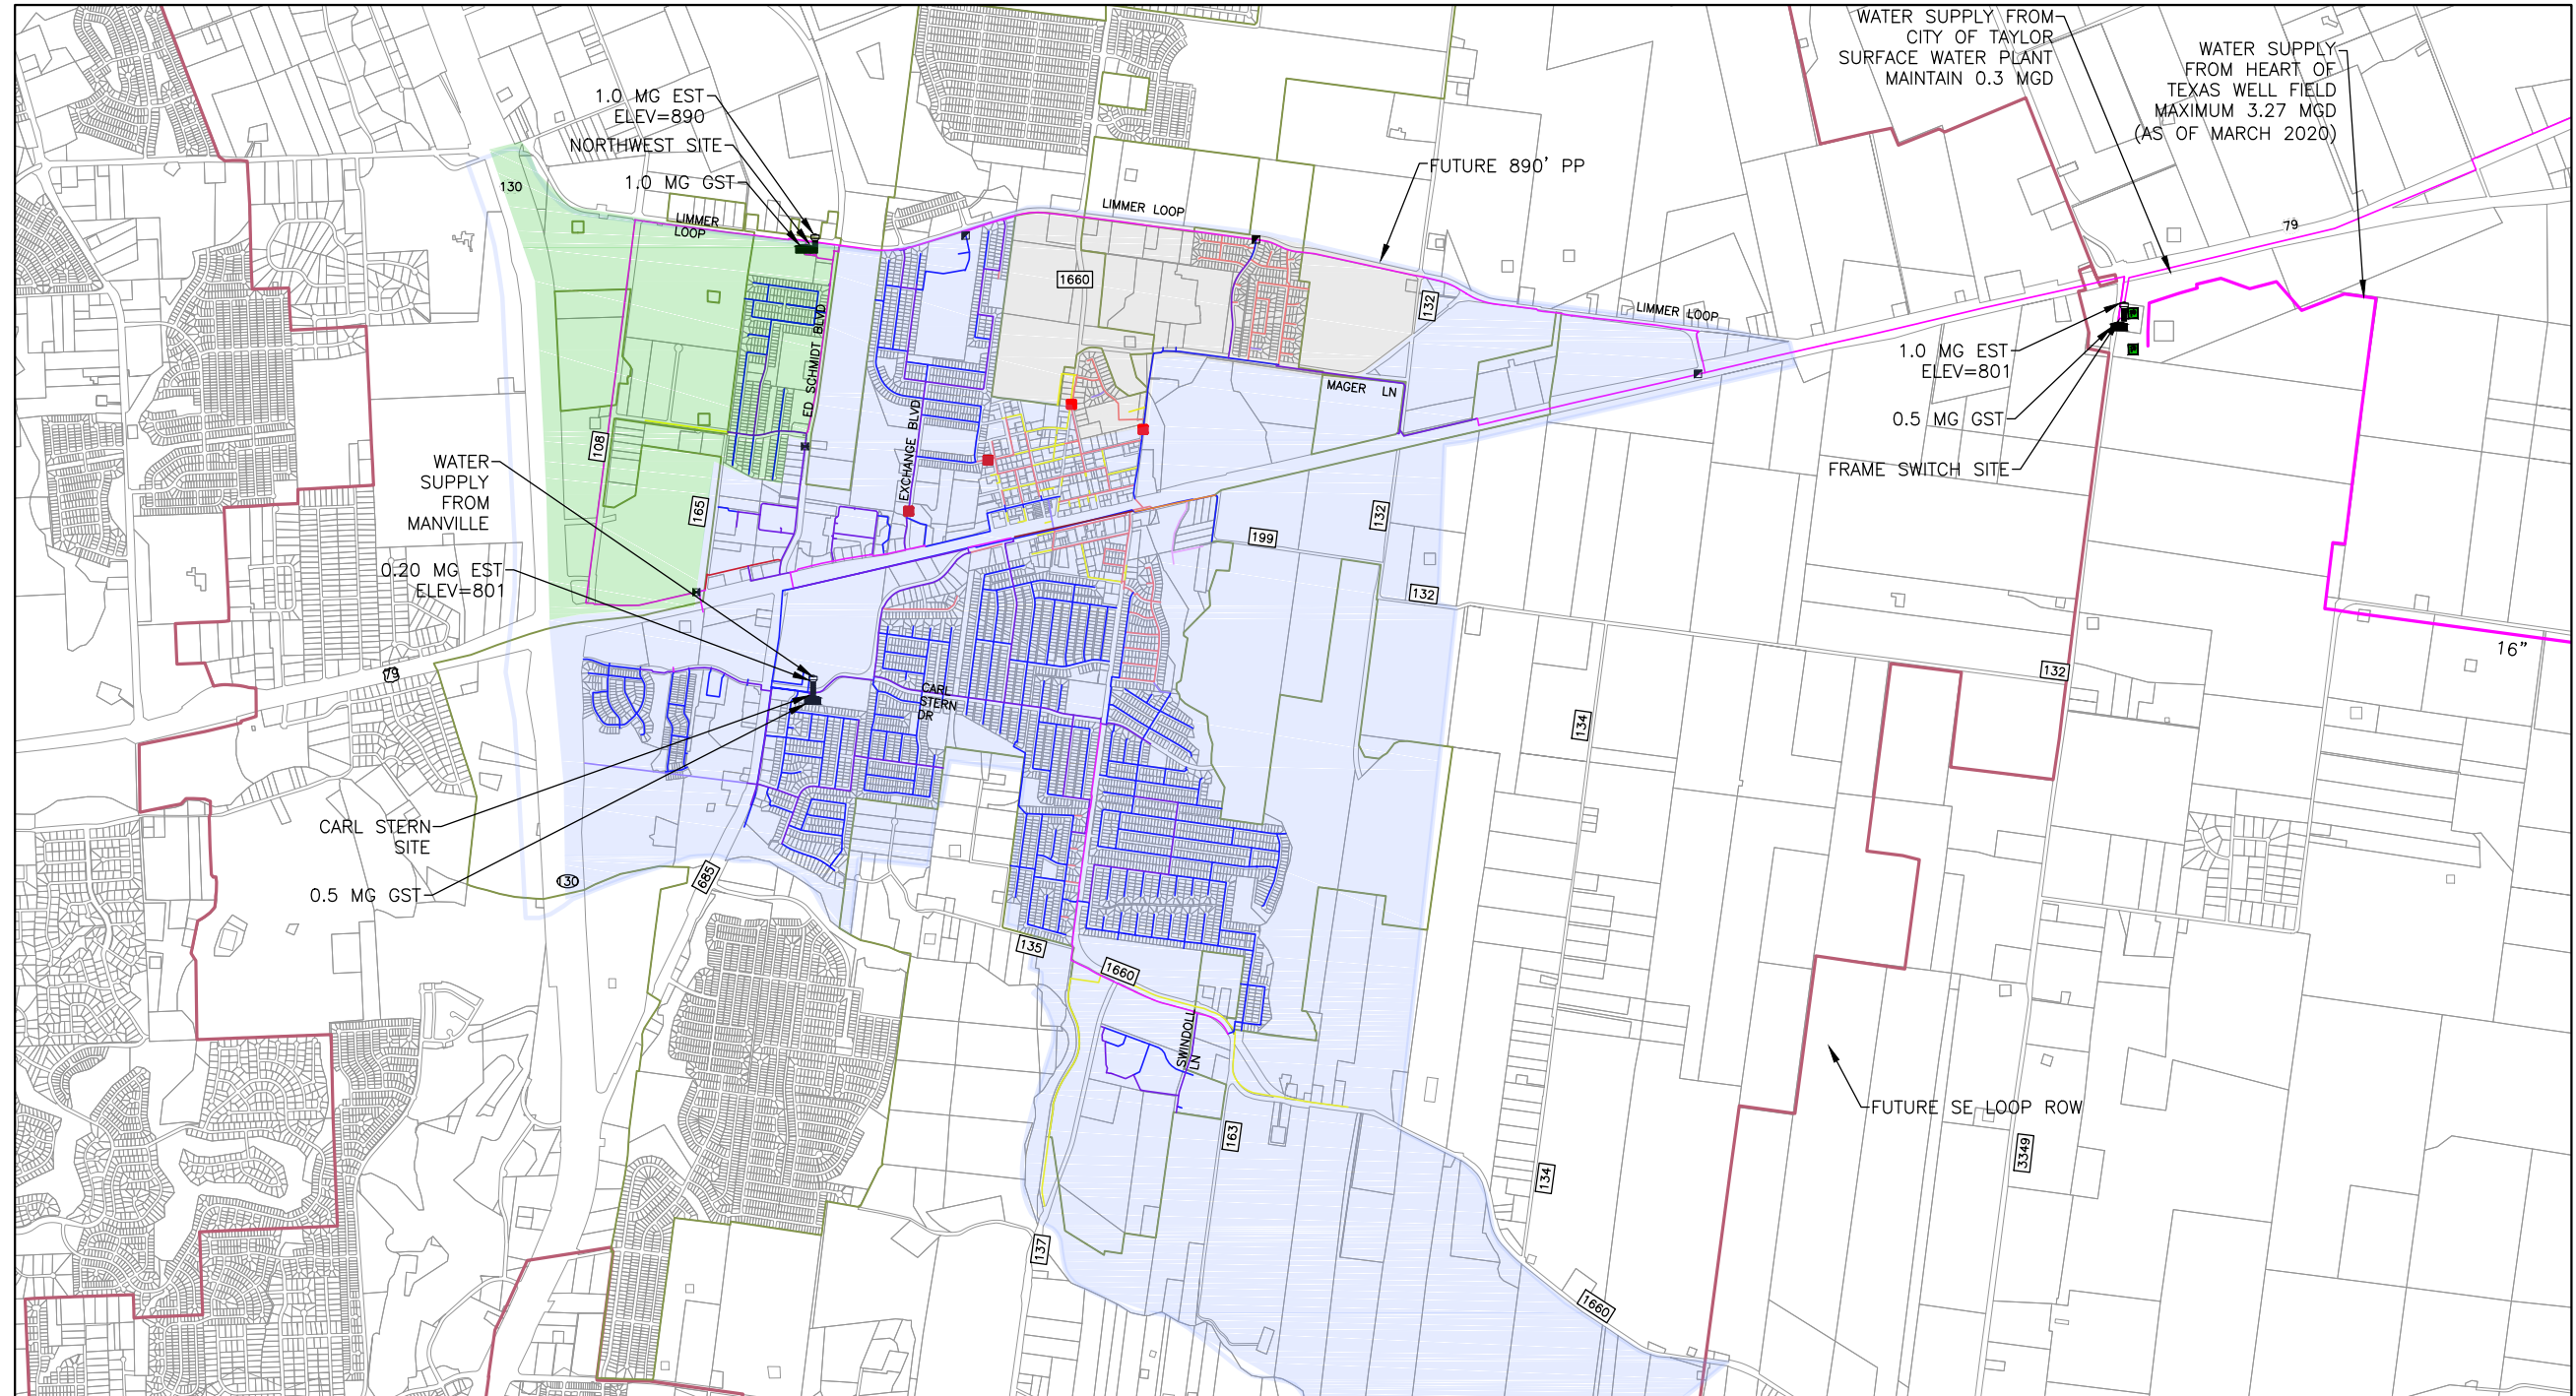 WATER SUPPLY FROM
CITY OF TAYLOR
SURFACE WATER PLANT
MAINTAIN 0.3 MGD
WATER SUPPLY
FROM HEART OF
TEXAS WELL FIELD
MAXIMUM 3.27 MGD
(AS OF MARCH 2020)
1.0 MG EST
ELEV=890
NORTHWEST SITE
1.0 MG GST
130
LIMMER
LOOP
LIMMER LOOP
FUTURE 890' PP
79
1660
132
LIMMER LOOP
ED SCHMIDT BLVD
EXCHANGE BLVD
MAGER LN
1.0 MG EST
ELEV=801
0.5 MG GST
FRAME SWITCH SITE
108
165
WATER
SUPPLY
FROM
MANVILLE
0.20 MG EST
ELEV=801
132
199
132
16"
79
132
CARL
STERN
DR
134
CARL STERN
SITE
0.5 MG GST
130
685
135
1660
SWINDOLL
LN
163
FUTURE SE LOOP ROW
134
3349
137
1660